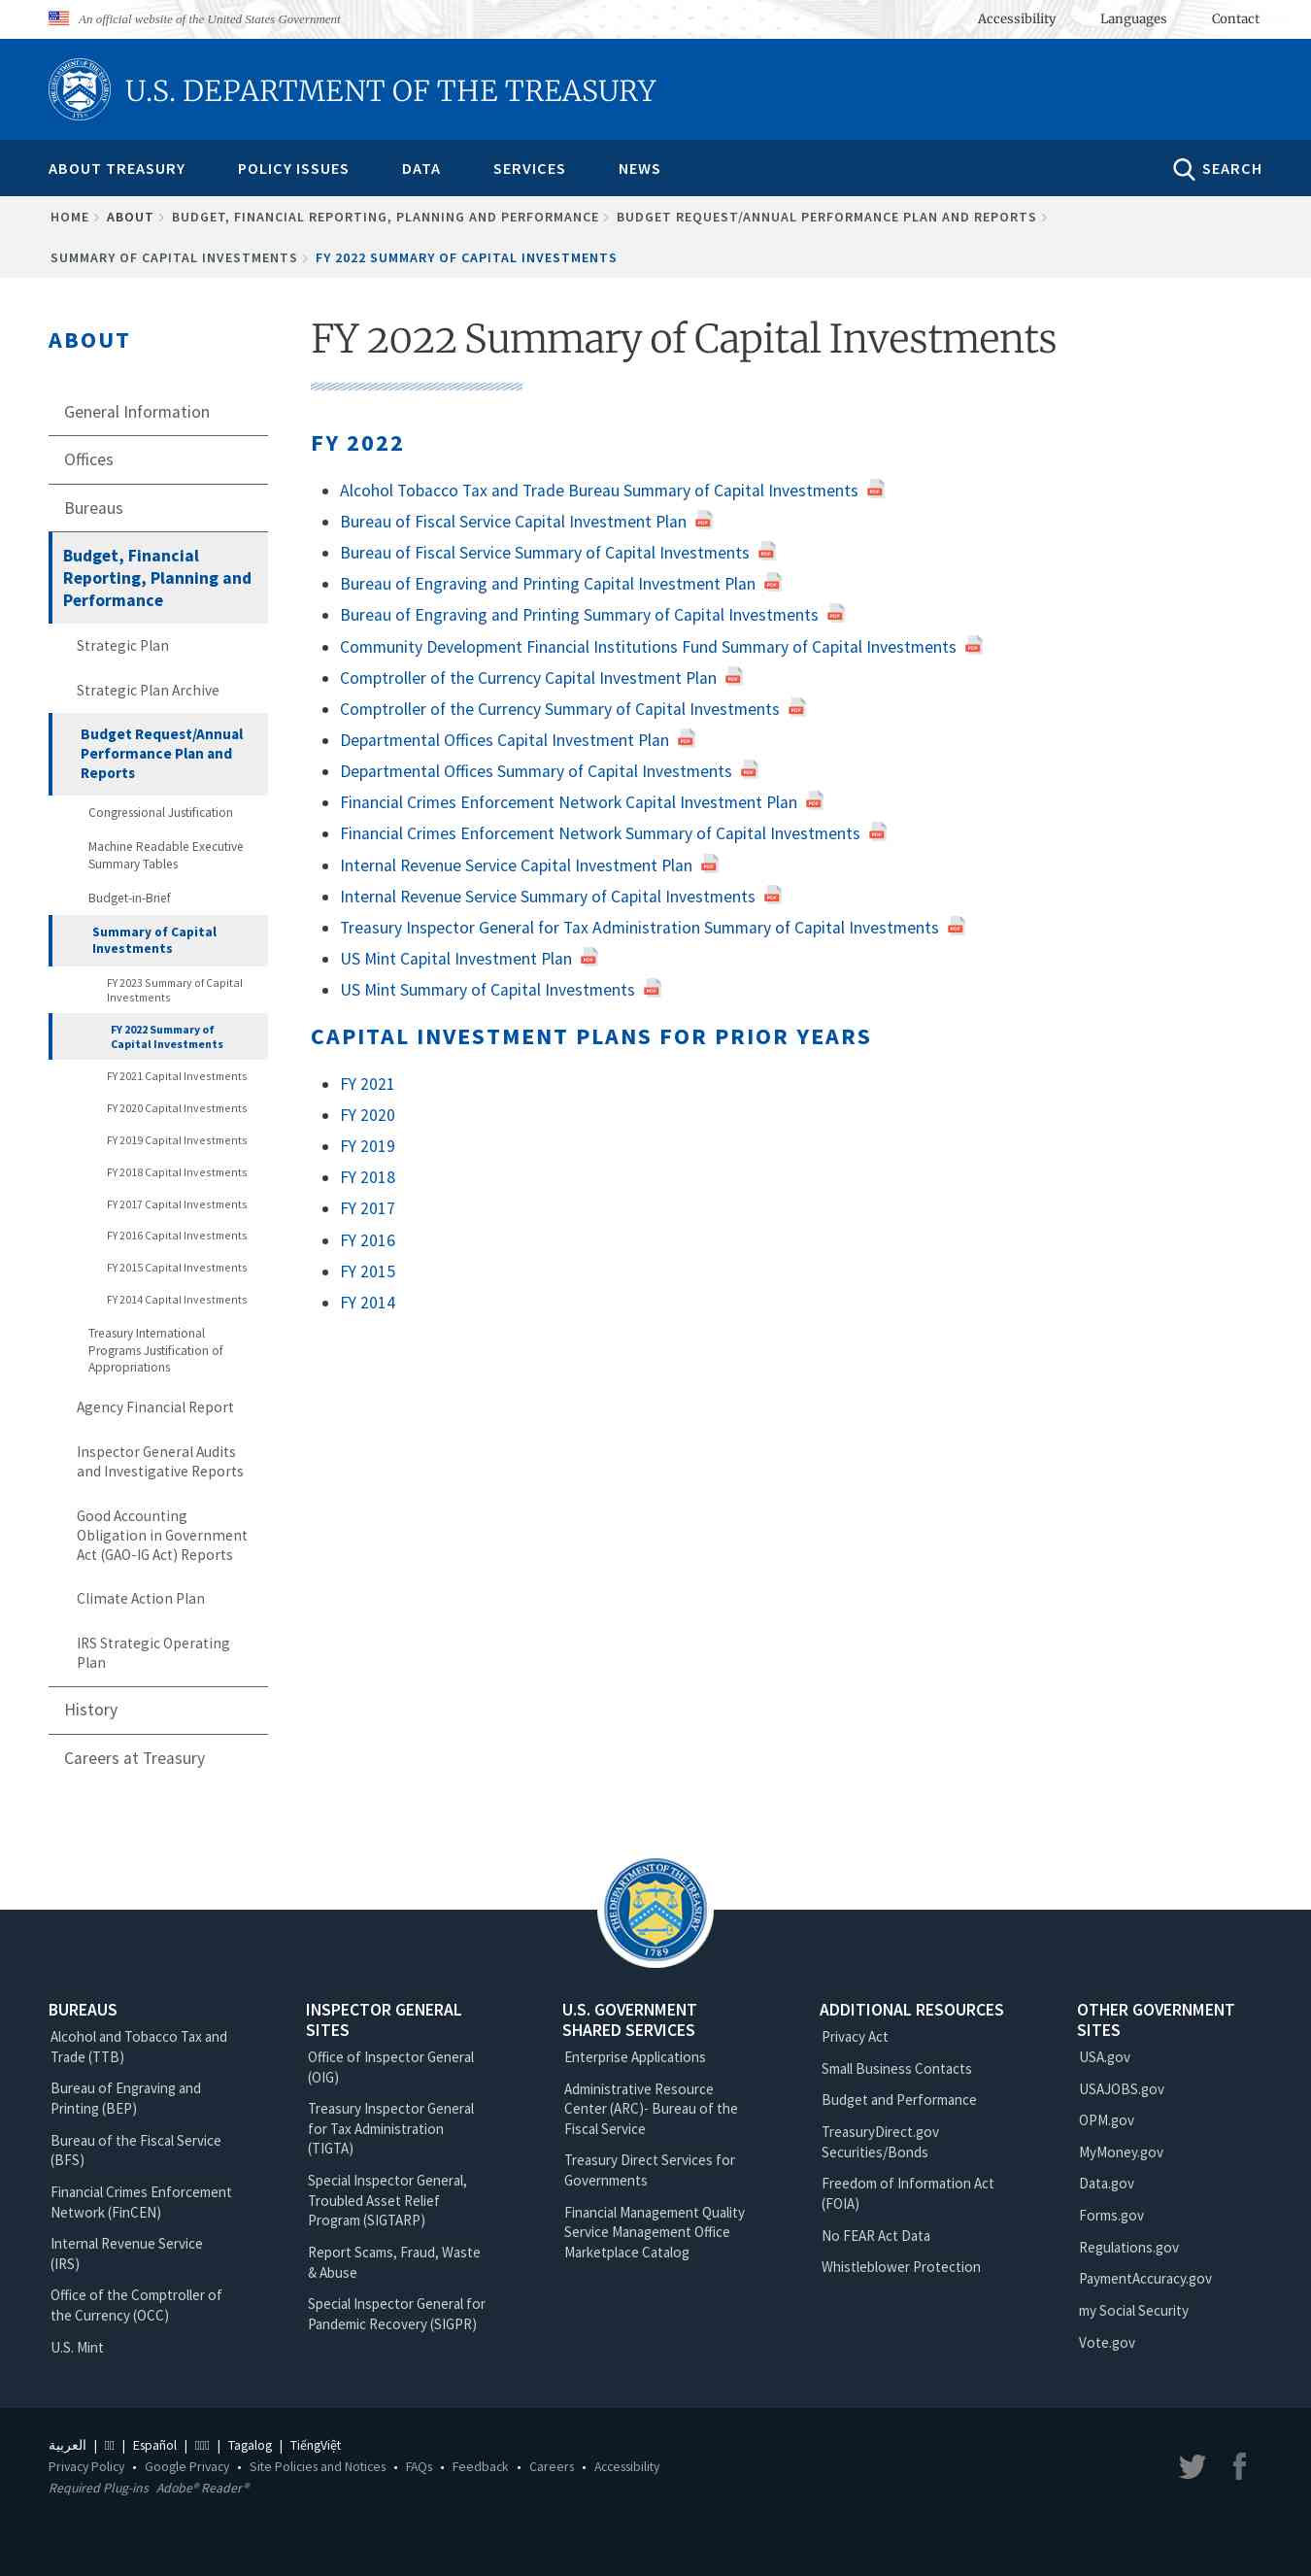 An official website of the United States Government
Accessibility Languages Contact
U.S. DEPARTMENT OF THE TREASURY
ABOUT TREASURY POLICY ISSUES DATA SERVICES NEWS SEARCH
HOME ABOUT BUDGET, FINANCIAL REPORTING, PLANNING AND PERFORMANCE BUDGET REQUEST/ANNUAL PERFORMANCE PLAN AND REPORTS
SUMMARY OF CAPITAL INVESTMENTS FY 2022 SUMMARY OF CAPITAL INVESTMENTS
ABOUT
General Information
Offices
Bureaus
Budget, Financial
Reporting, Planning and
Performance
Strategic Plan
Strategic Plan Archive
Budget Request/Annual
Performance Plan and
Reports
Congressional Justification
Machine Readable Executive
Summary Tables
Budget-in-Brief
Summary of Capital
Investments
FY 2023 Summary of Capital
Investments
FY 2022 Summary of
Capital Investments
FY 2021 Capital Investments
FY 2020 Capital Investments
FY 2019 Capital Investments
FY 2018 Capital Investments
FY 2017 Capital Investments
FY 2016 Capital Investments
FY 2015 Capital Investments
FY 2014 Capital Investments
Treasury International
Programs Justification of
Appropriations
Agency Financial Report
Inspector General Audits
and Investigative Reports
Good Accounting
Obligation in Government
Act (GAO-IG Act) Reports
Climate Action Plan
IRS Strategic Operating
Plan
History
Careers at Treasury
FY 2022 Summary of Capital Investments
FY 2022
Alcohol Tobacco Tax and Trade Bureau Summary of Capital Investments
Bureau of Fiscal Service Capital Investment Plan
Bureau of Fiscal Service Summary of Capital Investments
Bureau of Engraving and Printing Capital Investment Plan
Bureau of Engraving and Printing Summary of Capital Investments
Community Development Financial Institutions Fund Summary of Capital Investments
Comptroller of the Currency Capital Investment Plan
Comptroller of the Currency Summary of Capital Investments
Departmental Offices Capital Investment Plan
Departmental Offices Summary of Capital Investments
Financial Crimes Enforcement Network Capital Investment Plan
Financial Crimes Enforcement Network Summary of Capital Investments
Internal Revenue Service Capital Investment Plan
Internal Revenue Service Summary of Capital Investments
Treasury Inspector General for Tax Administration Summary of Capital Investments
US Mint Capital Investment Plan
US Mint Summary of Capital Investments
CAPITAL INVESTMENT PLANS FOR PRIOR YEARS
FY 2021
FY 2020
FY 2019
FY 2018
FY 2017
FY 2016
FY 2015
FY 2014
THE DEPARTMENT OF THE TREASURY
1789
BUREAUS
Alcohol and Tobacco Tax and
Trade (TTB)
Bureau of Engraving and
Printing (BEP)
Bureau of the Fiscal Service
(BFS)
Financial Crimes Enforcement
Network (FinCEN)
Internal Revenue Service
(IRS)
Office of the Comptroller of
the Currency (OCC)
U.S. Mint
INSPECTOR GENERAL
SITES
Office of Inspector General
(OIG)
Treasury Inspector General
for Tax Administration
(TIGTA)
Special Inspector General,
Troubled Asset Relief
Program (SIGTARP)
Report Scams, Fraud, Waste
& Abuse
Special Inspector General for
Pandemic Recovery (SIGPR)
U.S. GOVERNMENT
SHARED SERVICES
Enterprise Applications
Administrative Resource
Center (ARC)- Bureau of the
Fiscal Service
Treasury Direct Services for
Governments
Financial Management Quality
Service Management Office
Marketplace Catalog
ADDITIONAL RESOURCES
Privacy Act
Small Business Contacts
Budget and Performance
TreasuryDirect.gov
Securities/Bonds
Freedom of Information Act
(FOIA)
No FEAR Act Data
Whistleblower Protection
OTHER GOVERNMENT
SITES
USA.gov
USAJOBS.gov
OPM.gov
MyMoney.gov
Data.gov
Forms.gov
Regulations.gov
PaymentAccuracy.gov
my Social Security
Vote.gov
العربية | | Español | | Tagalog | TiếngViệt
Privacy Policy • Google Privacy • Site Policies and Notices • FAQs • Feedback • Careers • Accessibility
Required Plug-ins Adobe® Reader®